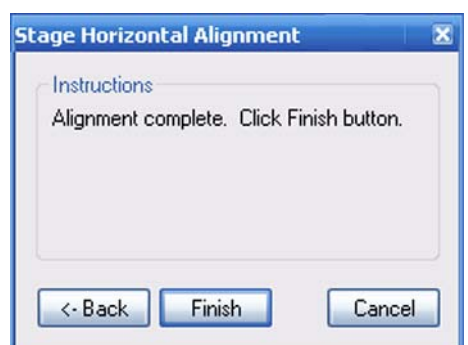 Stage Horizontal Alignment
Instructions
Alignment complete. Click Finish button.
<- Back Finish Cancel